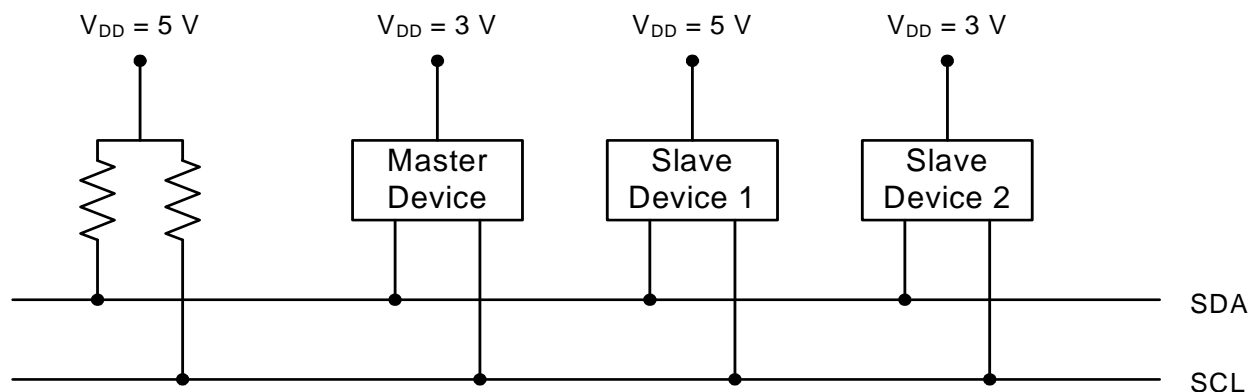 V_DD = 5 V
V_DD = 3 V
V_DD = 5 V
V_DD = 3 V
Master
Device
Slave
Device 1
Slave
Device 2
SDA
SCL